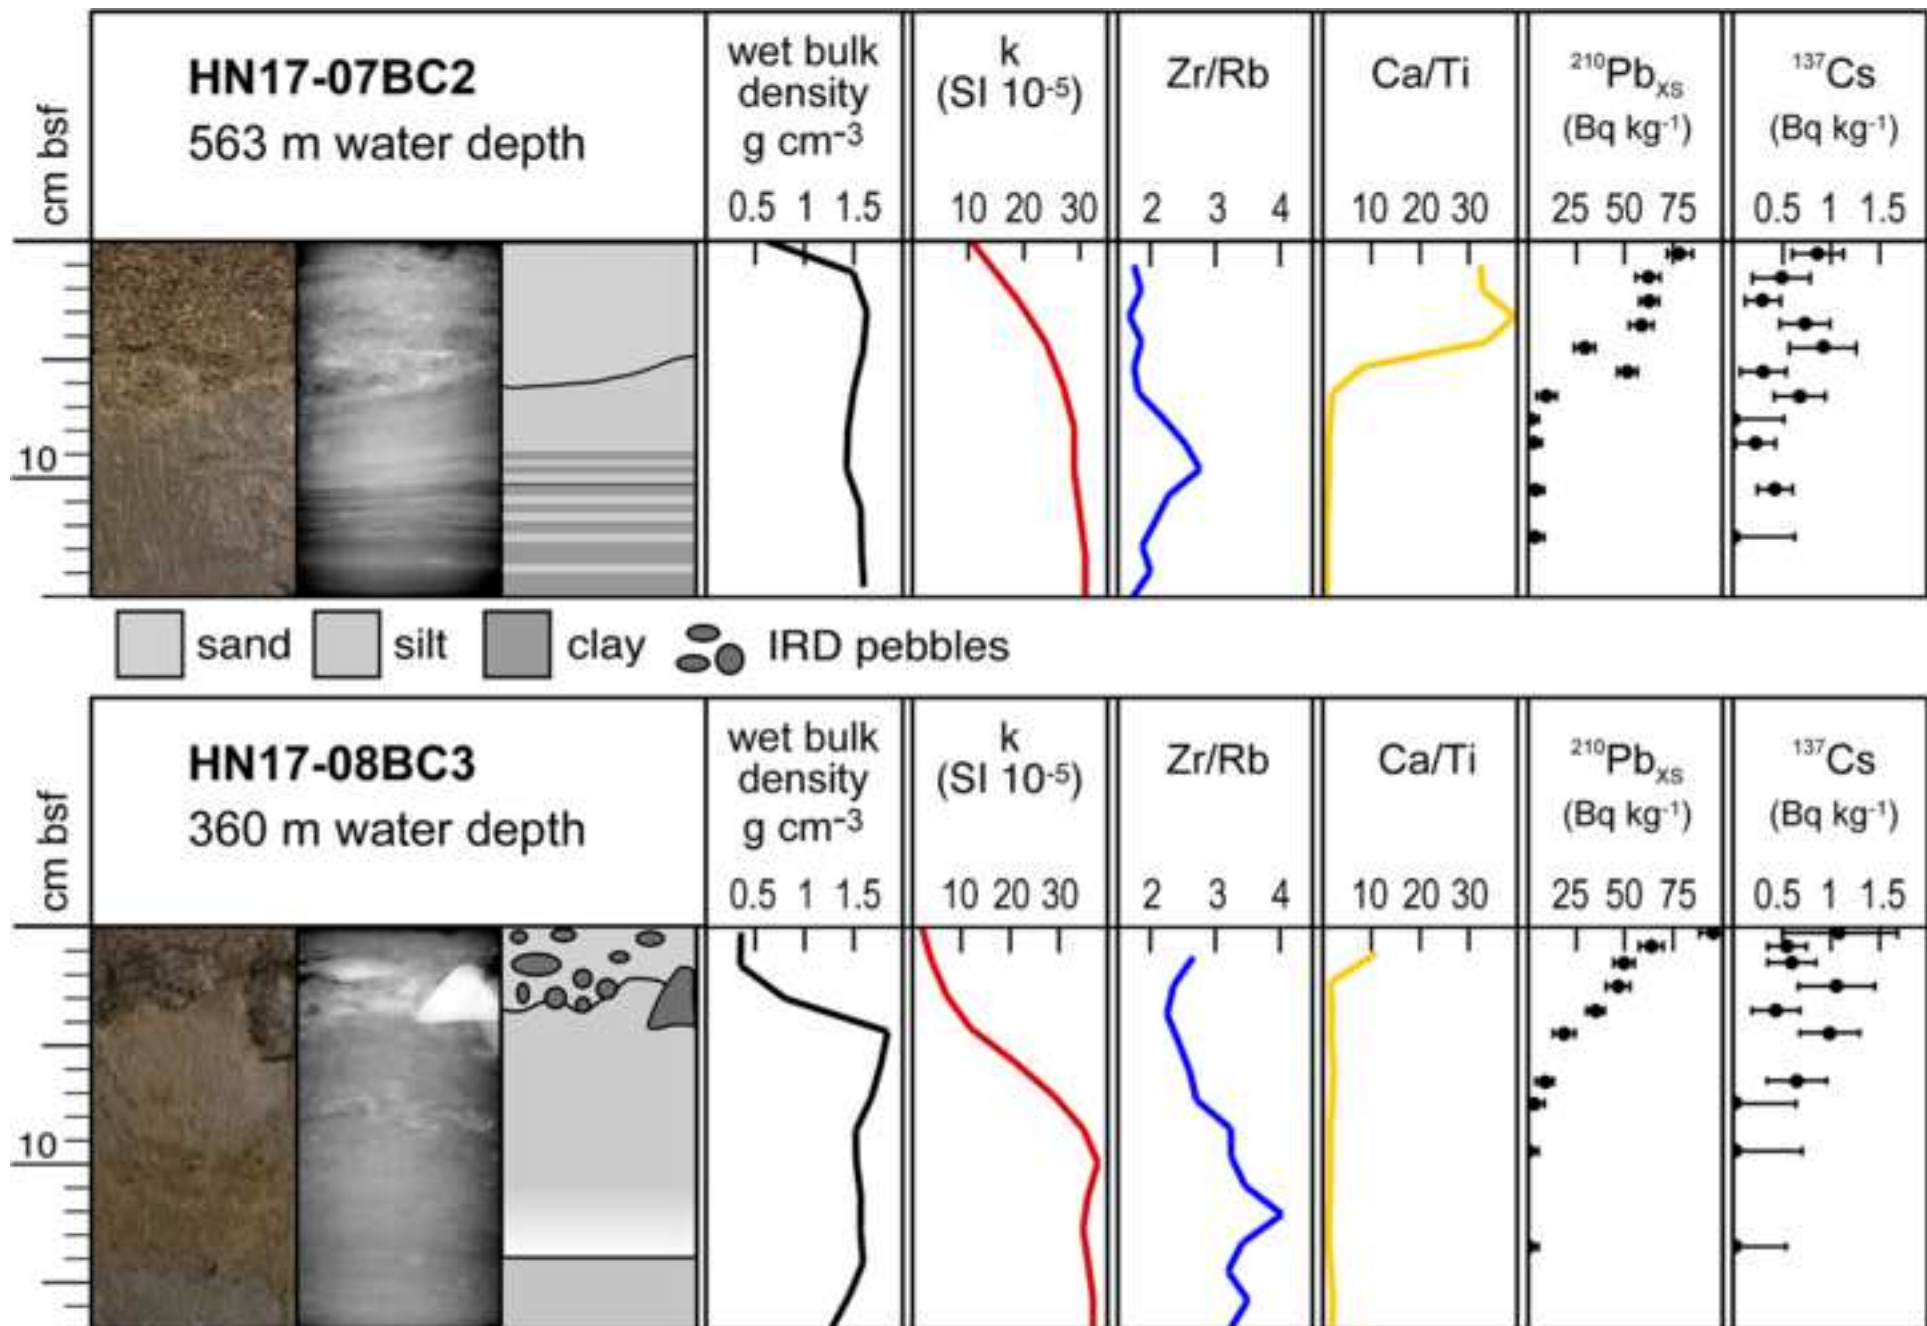 HN17-07BC2
563 m water depth
cm bsf
wet bulk
density
g cm⁻³
0.5 1 1.5
k
(SI 10⁻⁵)
10 20 30
Zr/Rb
2 3 4
Ca/Ti
10 20 30
²¹⁰Pbxs
(Bq kg⁻¹)
25 50 75
¹³⁷Cs
(Bq kg⁻¹)
0.5 1 1.5
10
sand silt clay IRD pebbles
HN17-08BC3
360 m water depth
cm bsf
wet bulk
density
g cm⁻³
0.5 1 1.5
k
(SI 10⁻⁵)
10 20 30
Zr/Rb
2 3 4
Ca/Ti
10 20 30
²¹⁰Pbxs
(Bq kg⁻¹)
25 50 75
¹³⁷Cs
(Bq kg⁻¹)
0.5 1 1.5
10